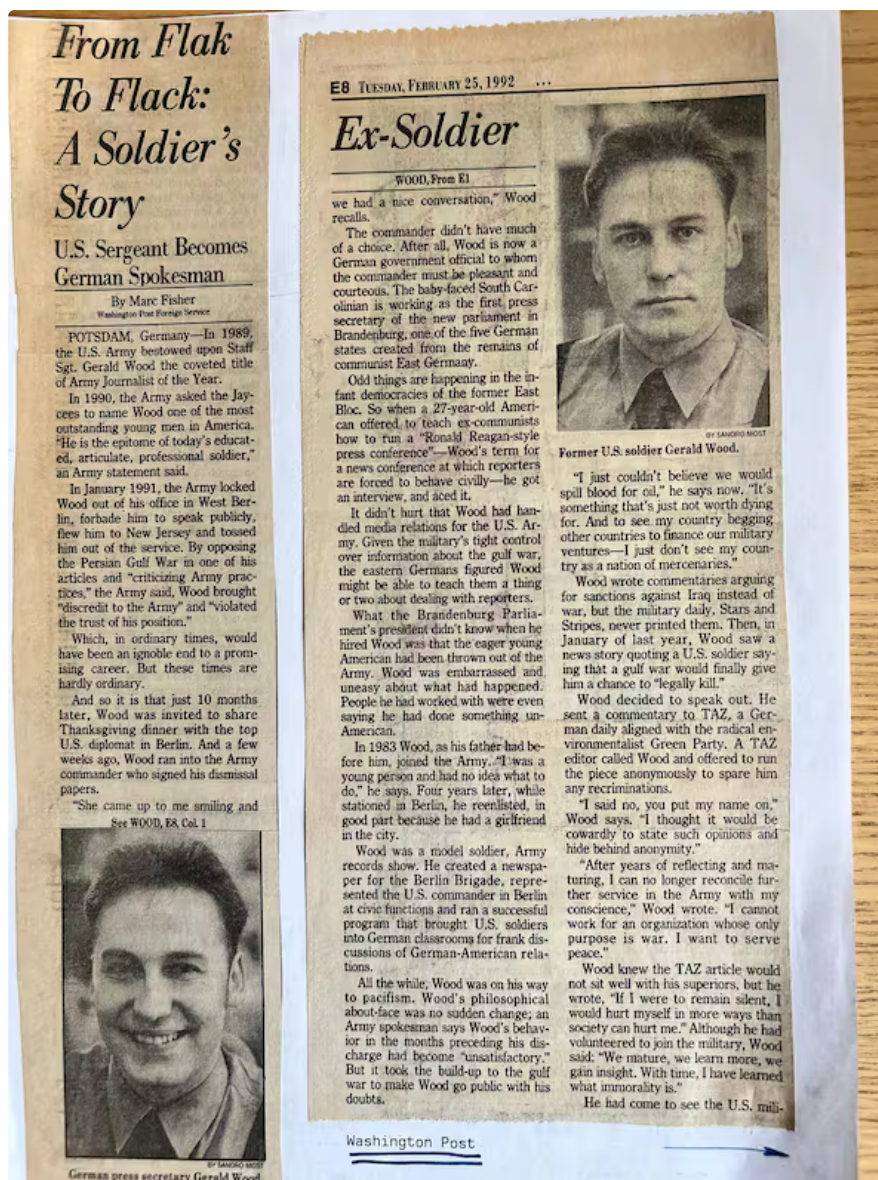 From Flak
To Flack:
A Soldier's
Story
U.S. Sergeant Becomes
German Spokesman
By Marc Fisher
Washington Post Foreign Service
POTSDAM, Germany—In 1989,
the U.S. Army bestowed upon Staff
Sgt. Gerald Wood the coveted title
of Army Journalist of the Year.
In 1990, the Army asked the Jay-
cees to name Wood one of the most
outstanding young men in America.
"He is the epitome of today's educat-
ed, articulate, professional soldier,"
an Army statement said.
In January 1991, the Army locked
Wood out of his office in West Ber-
lin, forbade him to speak publicly,
flew him to New Jersey and tossed
him out of the service. By opposing
the Persian Gulf War in one of his
articles and "criticizing Army prac-
tices," the Army said, Wood brought
"discredit to the Army" and "violated
the trust of his position."
Which, in ordinary times, would
have been an ignoble end to a prom-
ising career. But these times are
hardly ordinary.
And so it is that just 10 months
later, Wood was invited to share
Thanksgiving dinner with the top
U.S. diplomat in Berlin. And a few
weeks ago, Wood ran into the Army
commander who signed his dismissal
papers.
"She came up to me smiling and
See WOOD, E8, Col. 1
BY SANDRO MOST
German press secretary Gerald Wood
E8 TUESDAY, FEBRUARY 25, 1992 ...
Ex-Soldier
WOOD, From E1
we had a nice conversation," Wood
recalls.
The commander didn't have much
of a choice. After all, Wood is now a
German government official to whom
the commander must be pleasant and
courteous. The baby-faced South Car-
olinian is working as the first press
secretary of the new parliament in
Brandenburg, one of the five German
states created from the remains of
communist East Germany.
Odd things are happening in the in-
fant democracies of the former East
Bloc. So when a 27-year-old Ameri-
can offered to teach ex-communists
how to run a "Ronald Reagan-style
press conference"—Wood's term for
a news conference at which reporters
are forced to behave civilly—he got
an interview, and aced it.
It didn't hurt that Wood had han-
dled media relations for the U.S. Ar-
my. Given the military's tight control
over information about the gulf war,
the eastern Germans figured Wood
might be able to teach them a thing
or two about dealing with reporters.
What the Brandenburg Parlia-
ment's president didn't know when he
hired Wood was that the eager young
American had been thrown out of the
Army. Wood was embarrassed and
uneasy about what had happened.
People he had worked with were even
saying he had done something un-
American.
In 1983 Wood, as his father had be-
fore him, joined the Army. "I was a
young person and had no idea what to
do," he says. Four years later, while
stationed in Berlin, he reenlisted, in
good part because he had a girlfriend
in the city.
Wood was a model soldier, Army
records show. He created a newspa-
per for the Berlin Brigade, repre-
sented the U.S. commander in Berlin
at civic functions and ran a successful
program that brought U.S. soldiers
into German classrooms for frank dis-
cussions of German-American rela-
tions.
All the while, Wood was on his way
to pacifism. Wood's philosophical
about-face was no sudden change; an
Army spokesman says Wood's behav-
ior in the months preceding his dis-
charge had become "unsatisfactory."
But it took the build-up to the gulf
war to make Wood go public with his
doubts.
BY SANDRO MOST
Former U.S. soldier Gerald Wood.
"I just couldn't believe we would
spill blood for oil," he says now. "It's
something that's just not worth dying
for. And to see my country begging
other countries to finance our military
ventures—I just don't see my coun-
try as a nation of mercenaries."
Wood wrote commentaries arguing
for sanctions against Iraq instead of
war, but the military daily, Stars and
Stripes, never printed them. Then, in
January of last year, Wood saw a
news story quoting a U.S. soldier say-
ing that a gulf war would finally give
him a chance to "legally kill."
Wood decided to speak out. He
sent a commentary to TAZ, a Ger-
man daily aligned with the radical en-
vironmentalist Green Party. A TAZ
editor called Wood and offered to run
the piece anonymously to spare him
any recriminations.
"I said no, you put my name on,"
Wood says. "I thought it would be
cowardly to state such opinions and
hide behind anonymity."
"After years of reflecting and ma-
turing, I can no longer reconcile fur-
ther service in the Army with my
conscience," Wood wrote. "I cannot
work for an organization whose only
purpose is war. I want to serve
peace."
Wood knew the TAZ article would
not sit well with his superiors, but he
wrote, "If I were to remain silent, I
would hurt myself in more ways than
society can hurt me." Although he had
volunteered to join the military, Wood
said: "We mature, we learn more, we
gain insight. With time, I have learned
what immorality is."
He had come to see the U.S. mili-
Washington Post